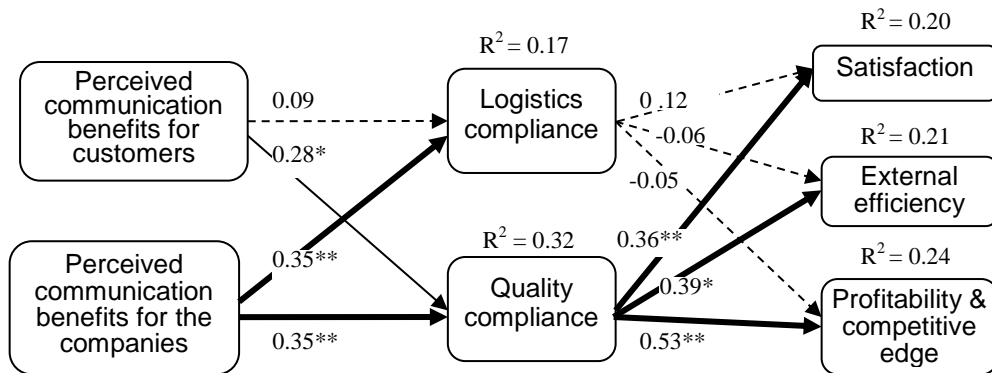 R² = 0.20
R² = 0.17
Satisfaction
Perceived
communication
benefits for
customers
0.09
0.28*
Logistics
compliance
0.12
-0.06
-0.05
R² = 0.21
External
efficiency
R² = 0.32
0.36**
R² = 0.24
Perceived
communication
benefits for the
companies
0.35**
0.35**
Quality
compliance
0.39*
0.53**
Profitability &
competitive
edge